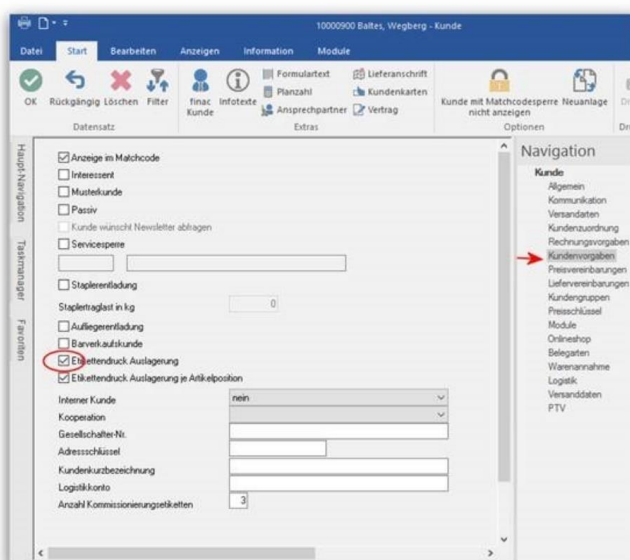 10000900 Baltes, Wegberg - Kunde
Datei Start Bearbeiten Anzeigen Information Module
OK Rückgängig Löschen Filter
finac Kunde Infotexte
Formulartext Lieferanschrift
Planzahl Kundenkarten
Ansprechpartner Vertrag
Kunde mit Matchcodesperre nicht anzeigen Neuanlage
Datensatz Extras Optionen
Haupt-Navigation
Taskmanager
Favoriten
Anzeige im Matchcode
Interessent
Musterkunde
Passiv
Kunde wünscht Newsletter abfragen
Servicesperre
Staplerentladung
Staplertraglast in kg 0
Aufliegerentladung
Barverkaufskunde
Etikettendruck Auslagerung
Etikettendruck Auslagerung je Artikelposition
Interner Kunde nein
Kooperation
Gesellschafter-Nr.
Adressschlüssel
Kundenkurzbezeichnung
Logistikkonto
Anzahl Kommissionierungsetiketten 3
Navigation
Kunde
Allgemein
Kommunikation
Versandarten
Kundenzuordnung
Rechnungsvorgaben
Kundenvorgaben
Preisvereinbarungen
Liefervereinbarungen
Kundengruppen
Preisschlüssel
Module
Onlineshop
Belegarten
Warenannahme
Logistik
Versanddaten
PTV